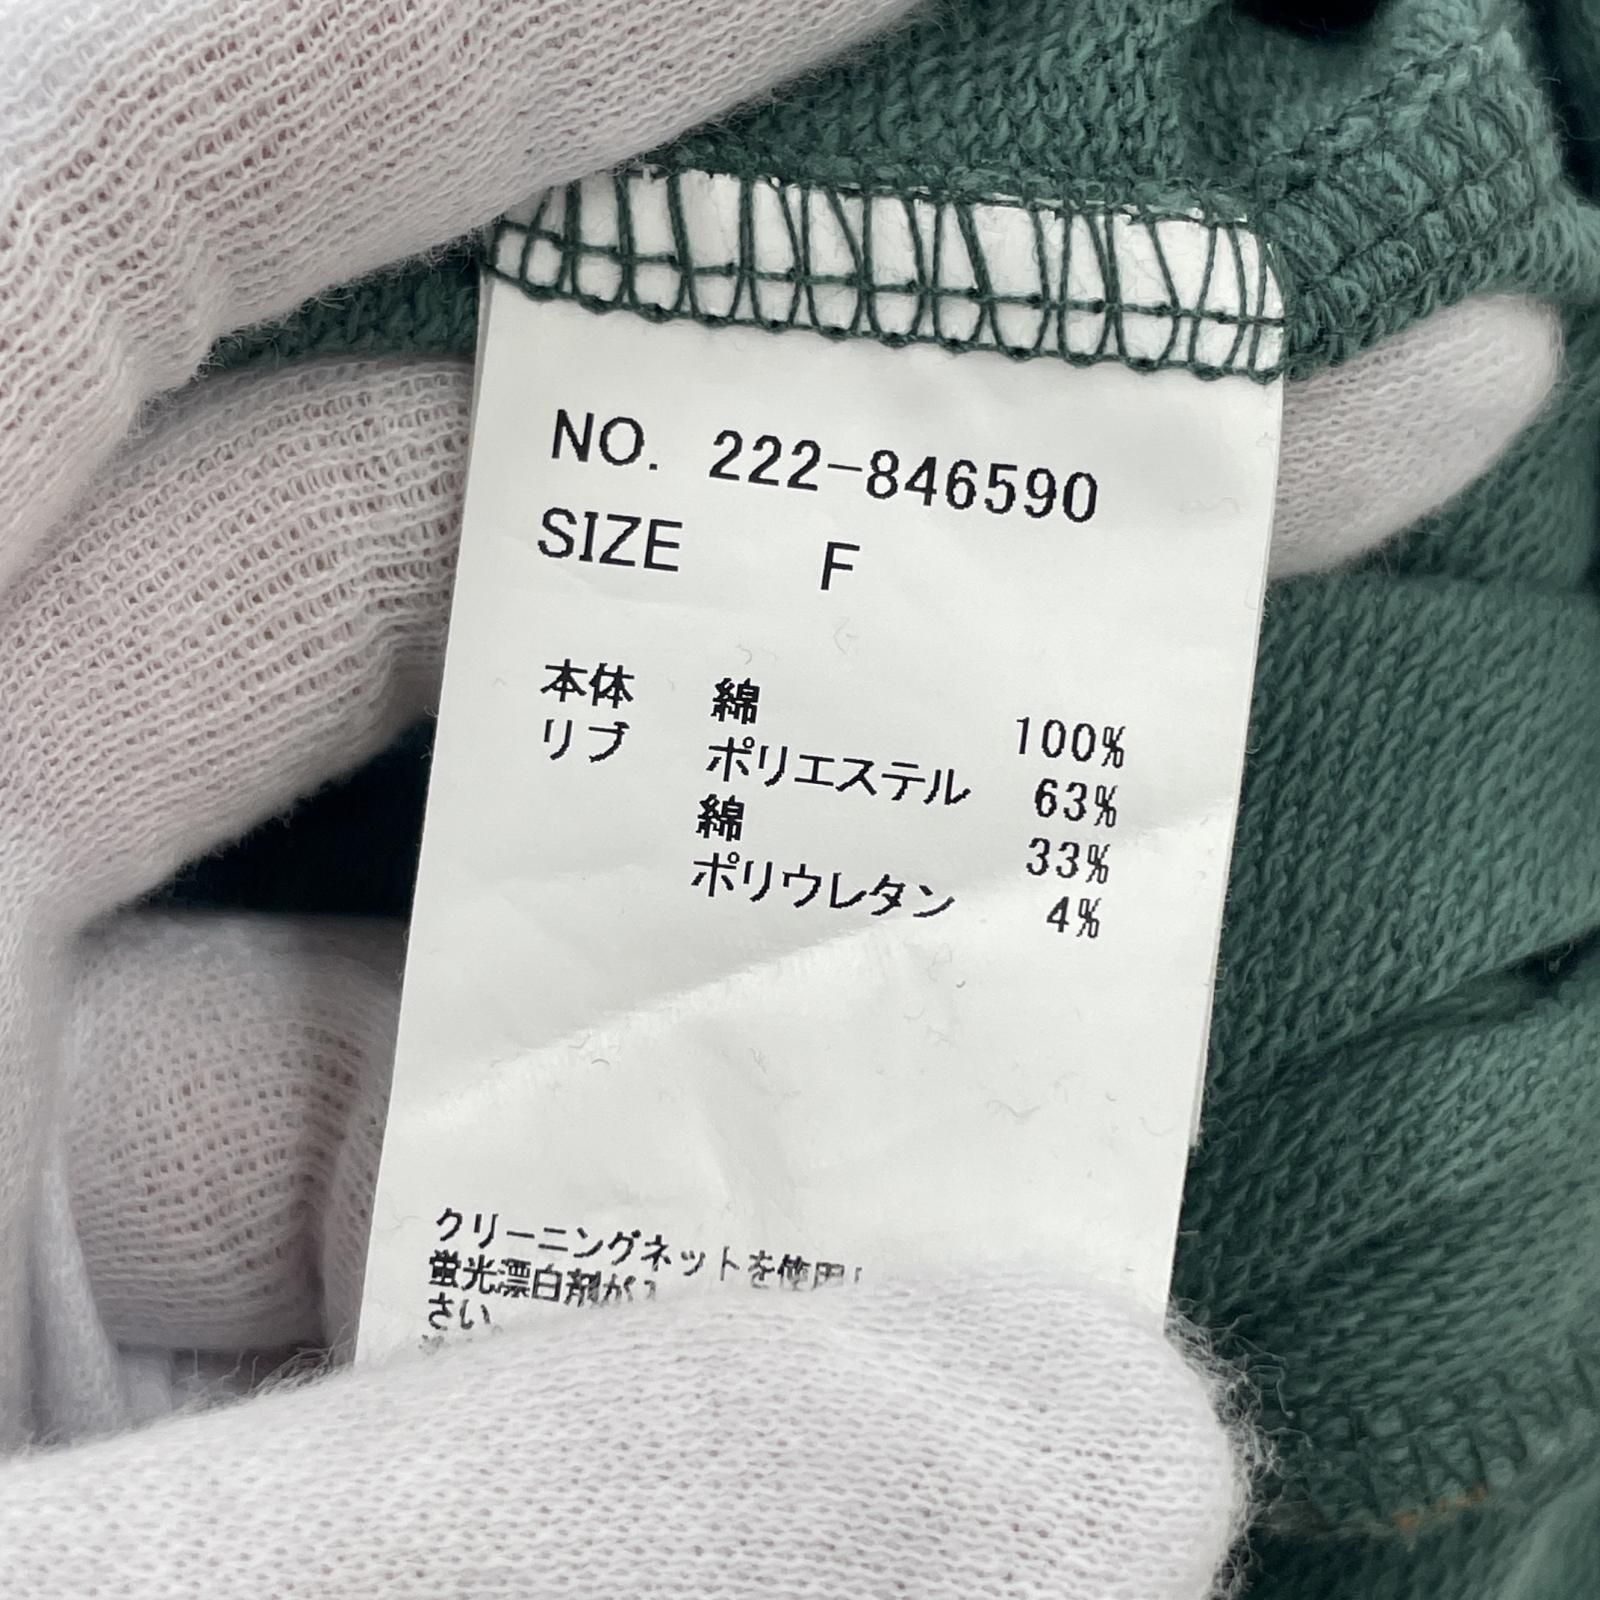 NO. 222-846590
SIZE F
本体 綿 100%
リブ ポリエステル 63%
綿 33%
ポリウレタン 4%
クリーニングネットを使用
蛍光漂白剤が
さい